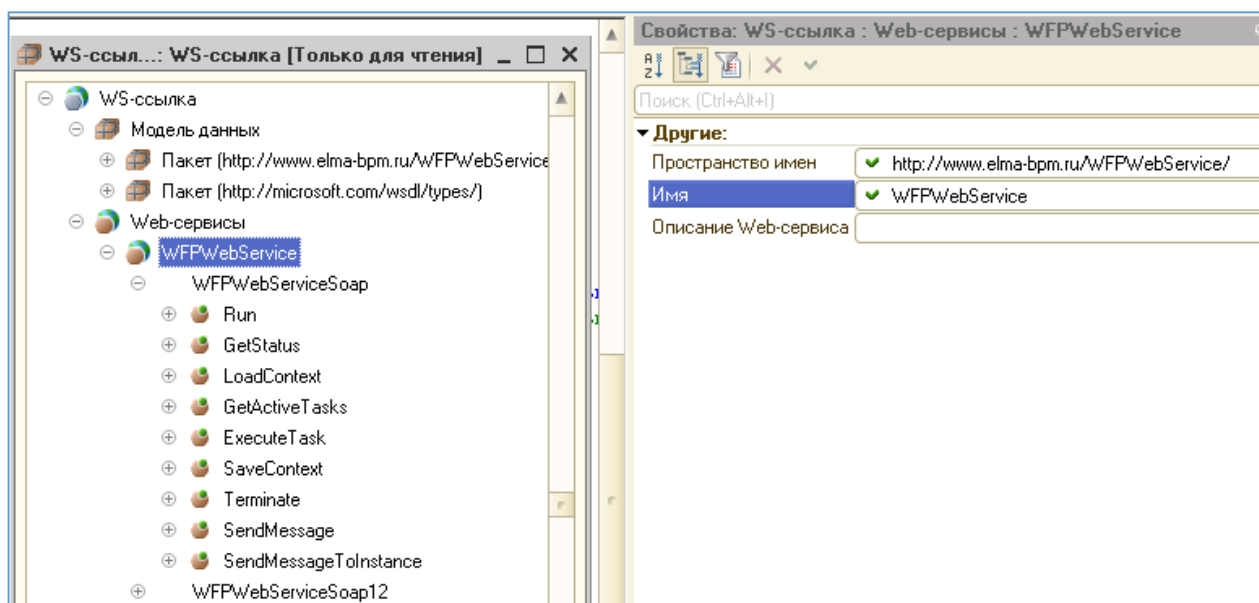 WS-ссыл...: WS-ссылка [Только для чтения]
WS-ссылка
Модель данных
Пакет (http://www.elma-bpm.ru/WFPWebService
Пакет (http://microsoft.com/wsdl/types/)
Web-сервисы
WFPWebService
WFPWebServiceSoap
Run
GetStatus
LoadContext
GetActiveTasks
ExecuteTask
SaveContext
Terminate
SendMessage
SendMessageToInstance
WFPWebServiceSoap12
Свойства: WS-ссылка : Web-сервисы : WFPWebService
Поиск (Ctrl+Alt+I)
Другие:
Пространство имен http://www.elma-bpm.ru/WFPWebService/
Имя WFPWebService
Описание Web-сервиса